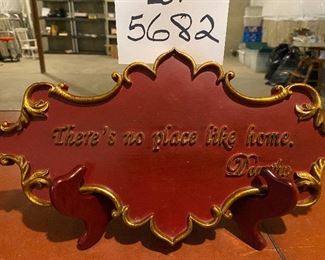 5682
There's no place like home.
Dorothy